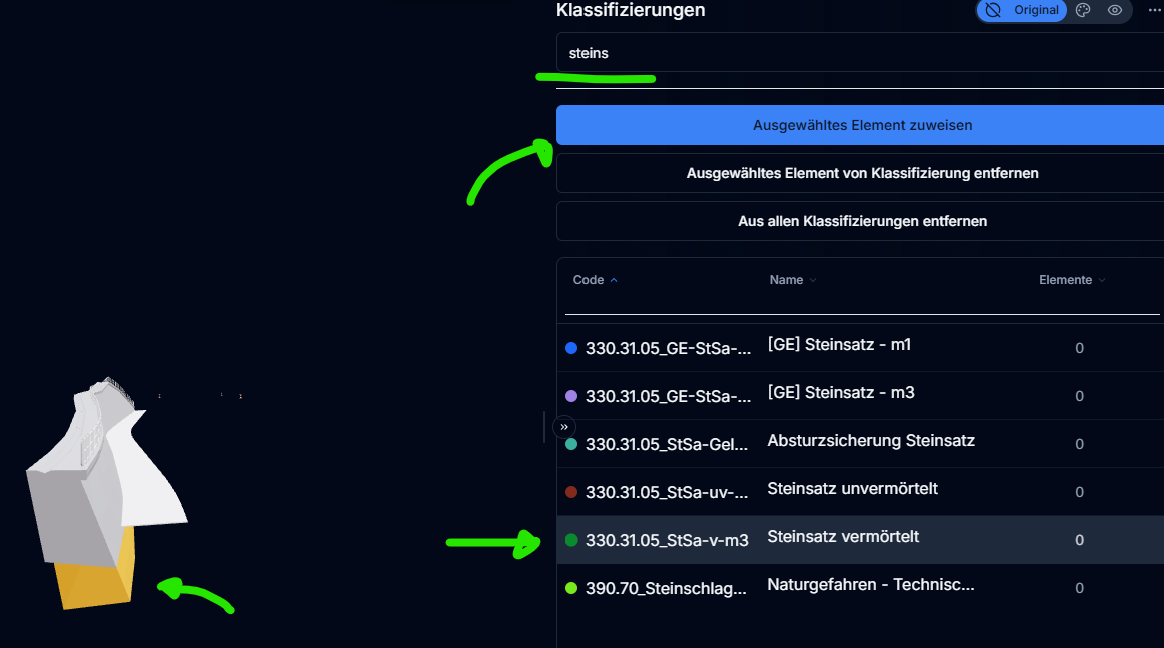 Klassifizierungen
Original
steins
Ausgewähltes Element zuweisen
Ausgewähltes Element von Klassifizierung entfernen
Aus allen Klassifizierungen entfernen
Code Name Elemente
330.31.05_GE-StSa-... [GE] Steinsatz - m1 0
330.31.05_GE-StSa-... [GE] Steinsatz - m3 0
330.31.05_StSa-Gel... Absturzsicherung Steinsatz 0
330.31.05_StSa-uv-... Steinsatz unvermörtelt 0
330.31.05_StSa-v-m3 Steinsatz vermörtelt 0
390.70_Steinschlag... Naturgefahren - Technisc... 0